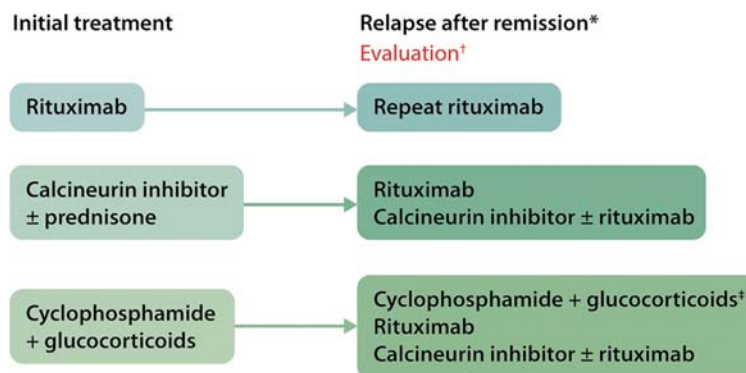 Initial treatment
Relapse after remission*
Evaluation†
Rituximab
Repeat rituximab
Calcineurin inhibitor
± prednisone
Rituximab
Calcineurin inhibitor ± rituximab
Cyclophosphamide
+ glucocorticoids
Cyclophosphamide + glucocorticoids‡
Rituximab
Calcineurin inhibitor ± rituximab